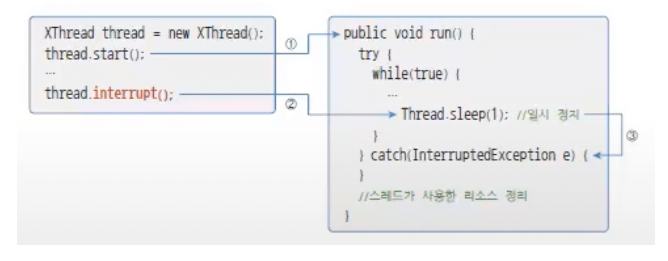 XThread thread = new XThread();
thread.start();
...
thread.interrupt();
①
②
public void run() {
try {
while(true) {
...
Thread.sleep(1); //일시 정지
}
} catch(InterruptedException e) {
}
//스레드가 사용한 리소스 정리
}
③